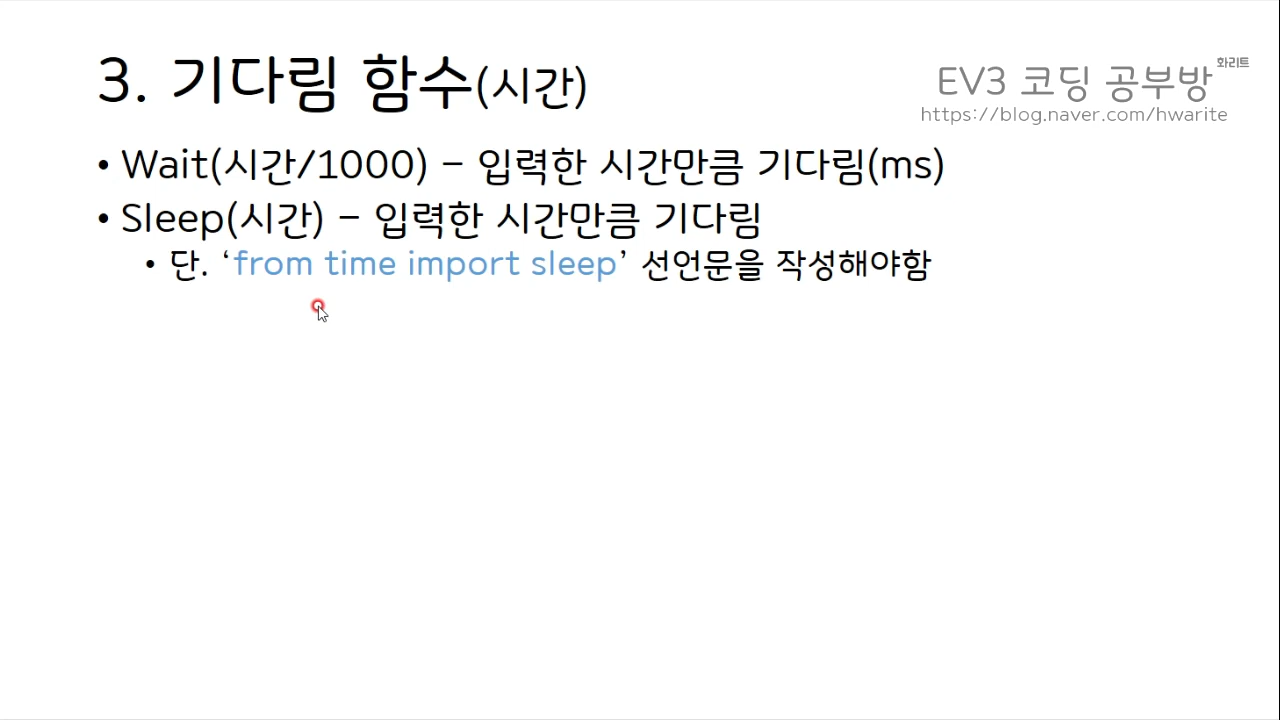 3. 기다림 함수(시간)
화리트
EV3 코딩 공부방
https://blog.naver.com/hwarite
• Wait(시간/1000) – 입력한 시간만큼 기다림(ms)
• Sleep(시간) – 입력한 시간만큼 기다림
• 단. ‘from time import sleep’ 선언문을 작성해야함